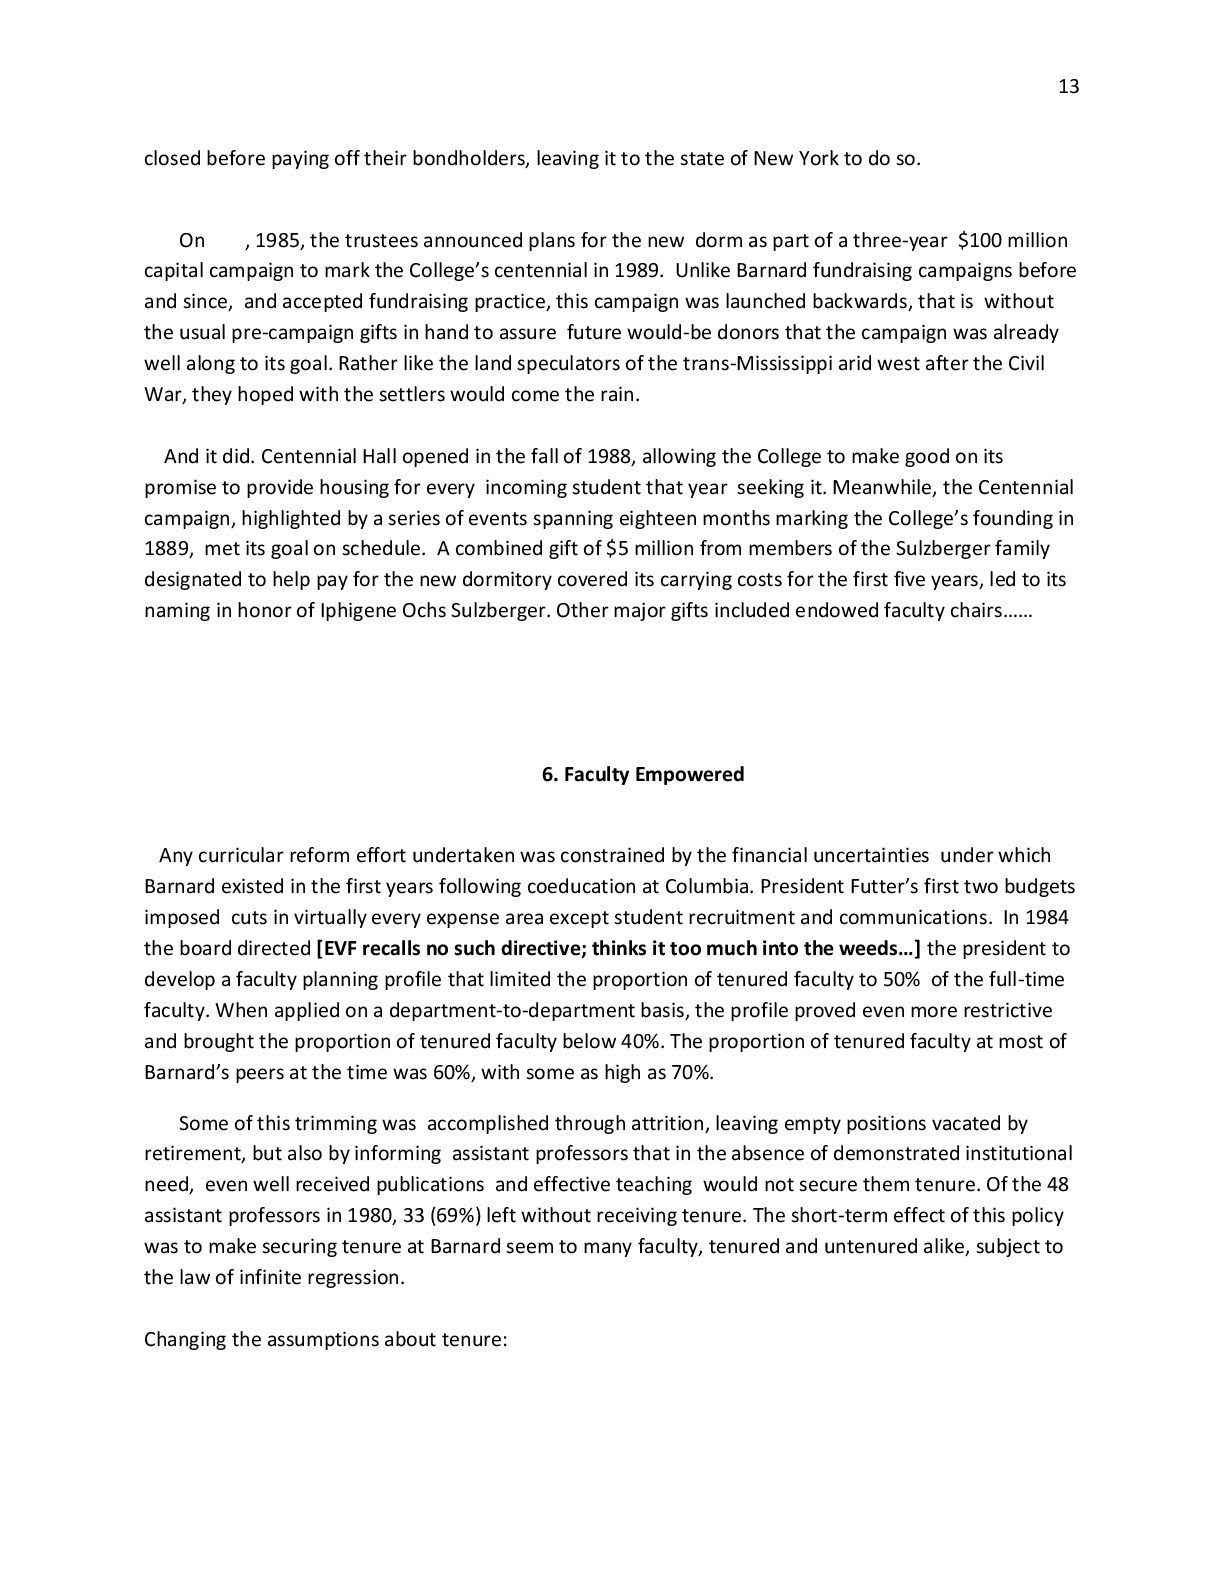 13
closed before paying off their bondholders, leaving it to the state of New York to do so.
On , 1985, the trustees announced plans for the new dorm as part of a three-year $100 million
capital campaign to mark the College’s centennial in 1989. Unlike Barnard fundraising campaigns before
and since, and accepted fundraising practice, this campaign was launched backwards, that is without
the usual pre-campaign gifts in hand to assure future would-be donors that the campaign was already
well along to its goal. Rather like the land speculators of the trans-Mississippi arid west after the Civil
War, they hoped with the settlers would come the rain.
And it did. Centennial Hall opened in the fall of 1988, allowing the College to make good on its
promise to provide housing for every incoming student that year seeking it. Meanwhile, the Centennial
campaign, highlighted by a series of events spanning eighteen months marking the College’s founding in
1889, met its goal on schedule. A combined gift of $5 million from members of the Sulzberger family
designated to help pay for the new dormitory covered its carrying costs for the first five years, led to its
naming in honor of Iphigene Ochs Sulzberger. Other major gifts included endowed faculty chairs……
6. Faculty Empowered
Any curricular reform effort undertaken was constrained by the financial uncertainties under which
Barnard existed in the first years following coeducation at Columbia. President Futter’s first two budgets
imposed cuts in virtually every expense area except student recruitment and communications. In 1984
the board directed [EVF recalls no such directive; thinks it too much into the weeds…] the president to
develop a faculty planning profile that limited the proportion of tenured faculty to 50% of the full-time
faculty. When applied on a department-to-department basis, the profile proved even more restrictive
and brought the proportion of tenured faculty below 40%. The proportion of tenured faculty at most of
Barnard’s peers at the time was 60%, with some as high as 70%.
Some of this trimming was accomplished through attrition, leaving empty positions vacated by
retirement, but also by informing assistant professors that in the absence of demonstrated institutional
need, even well received publications and effective teaching would not secure them tenure. Of the 48
assistant professors in 1980, 33 (69%) left without receiving tenure. The short-term effect of this policy
was to make securing tenure at Barnard seem to many faculty, tenured and untenured alike, subject to
the law of infinite regression.
Changing the assumptions about tenure: